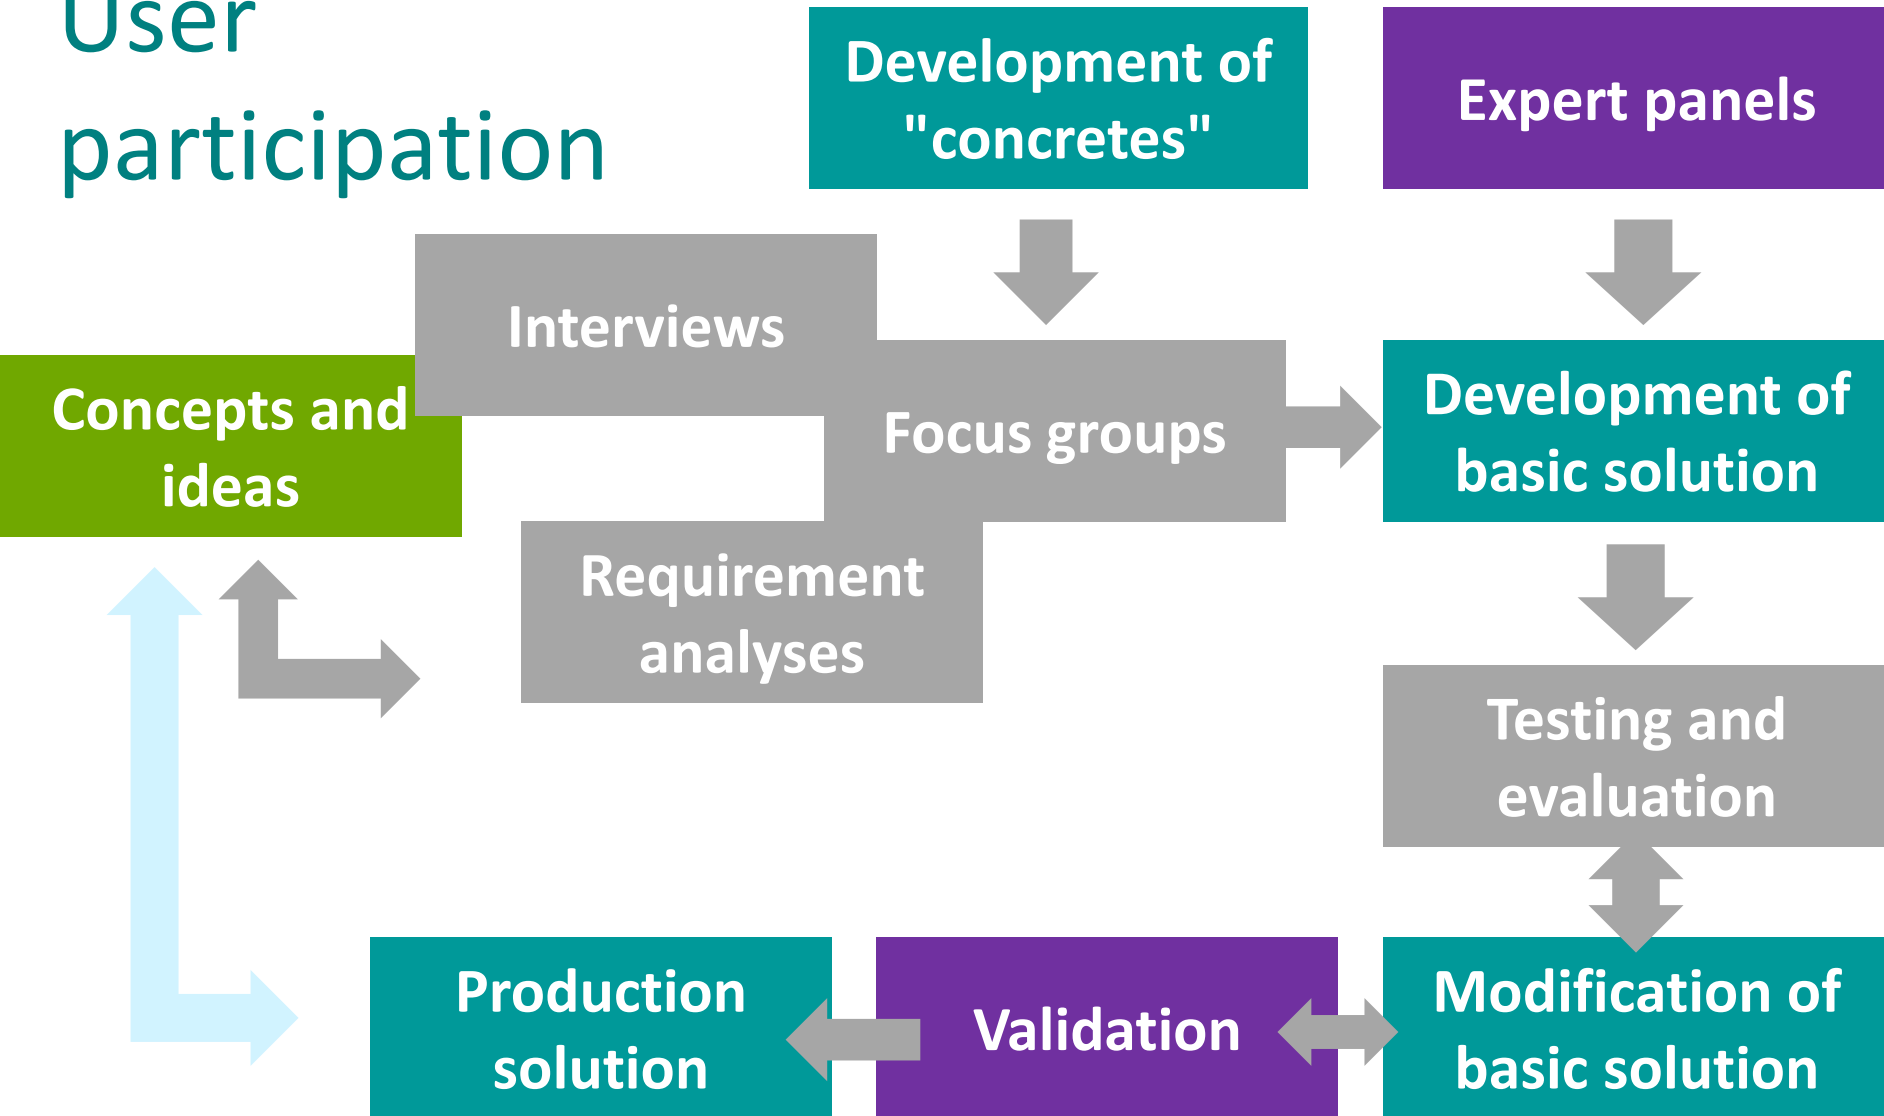 User
participation
Development of
"concretes"
Expert panels
Interviews
Concepts and
ideas
Focus groups
Development of
basic solution
Requirement
analyses
Testing and
evaluation
Production
solution
Validation
Modification of
basic solution